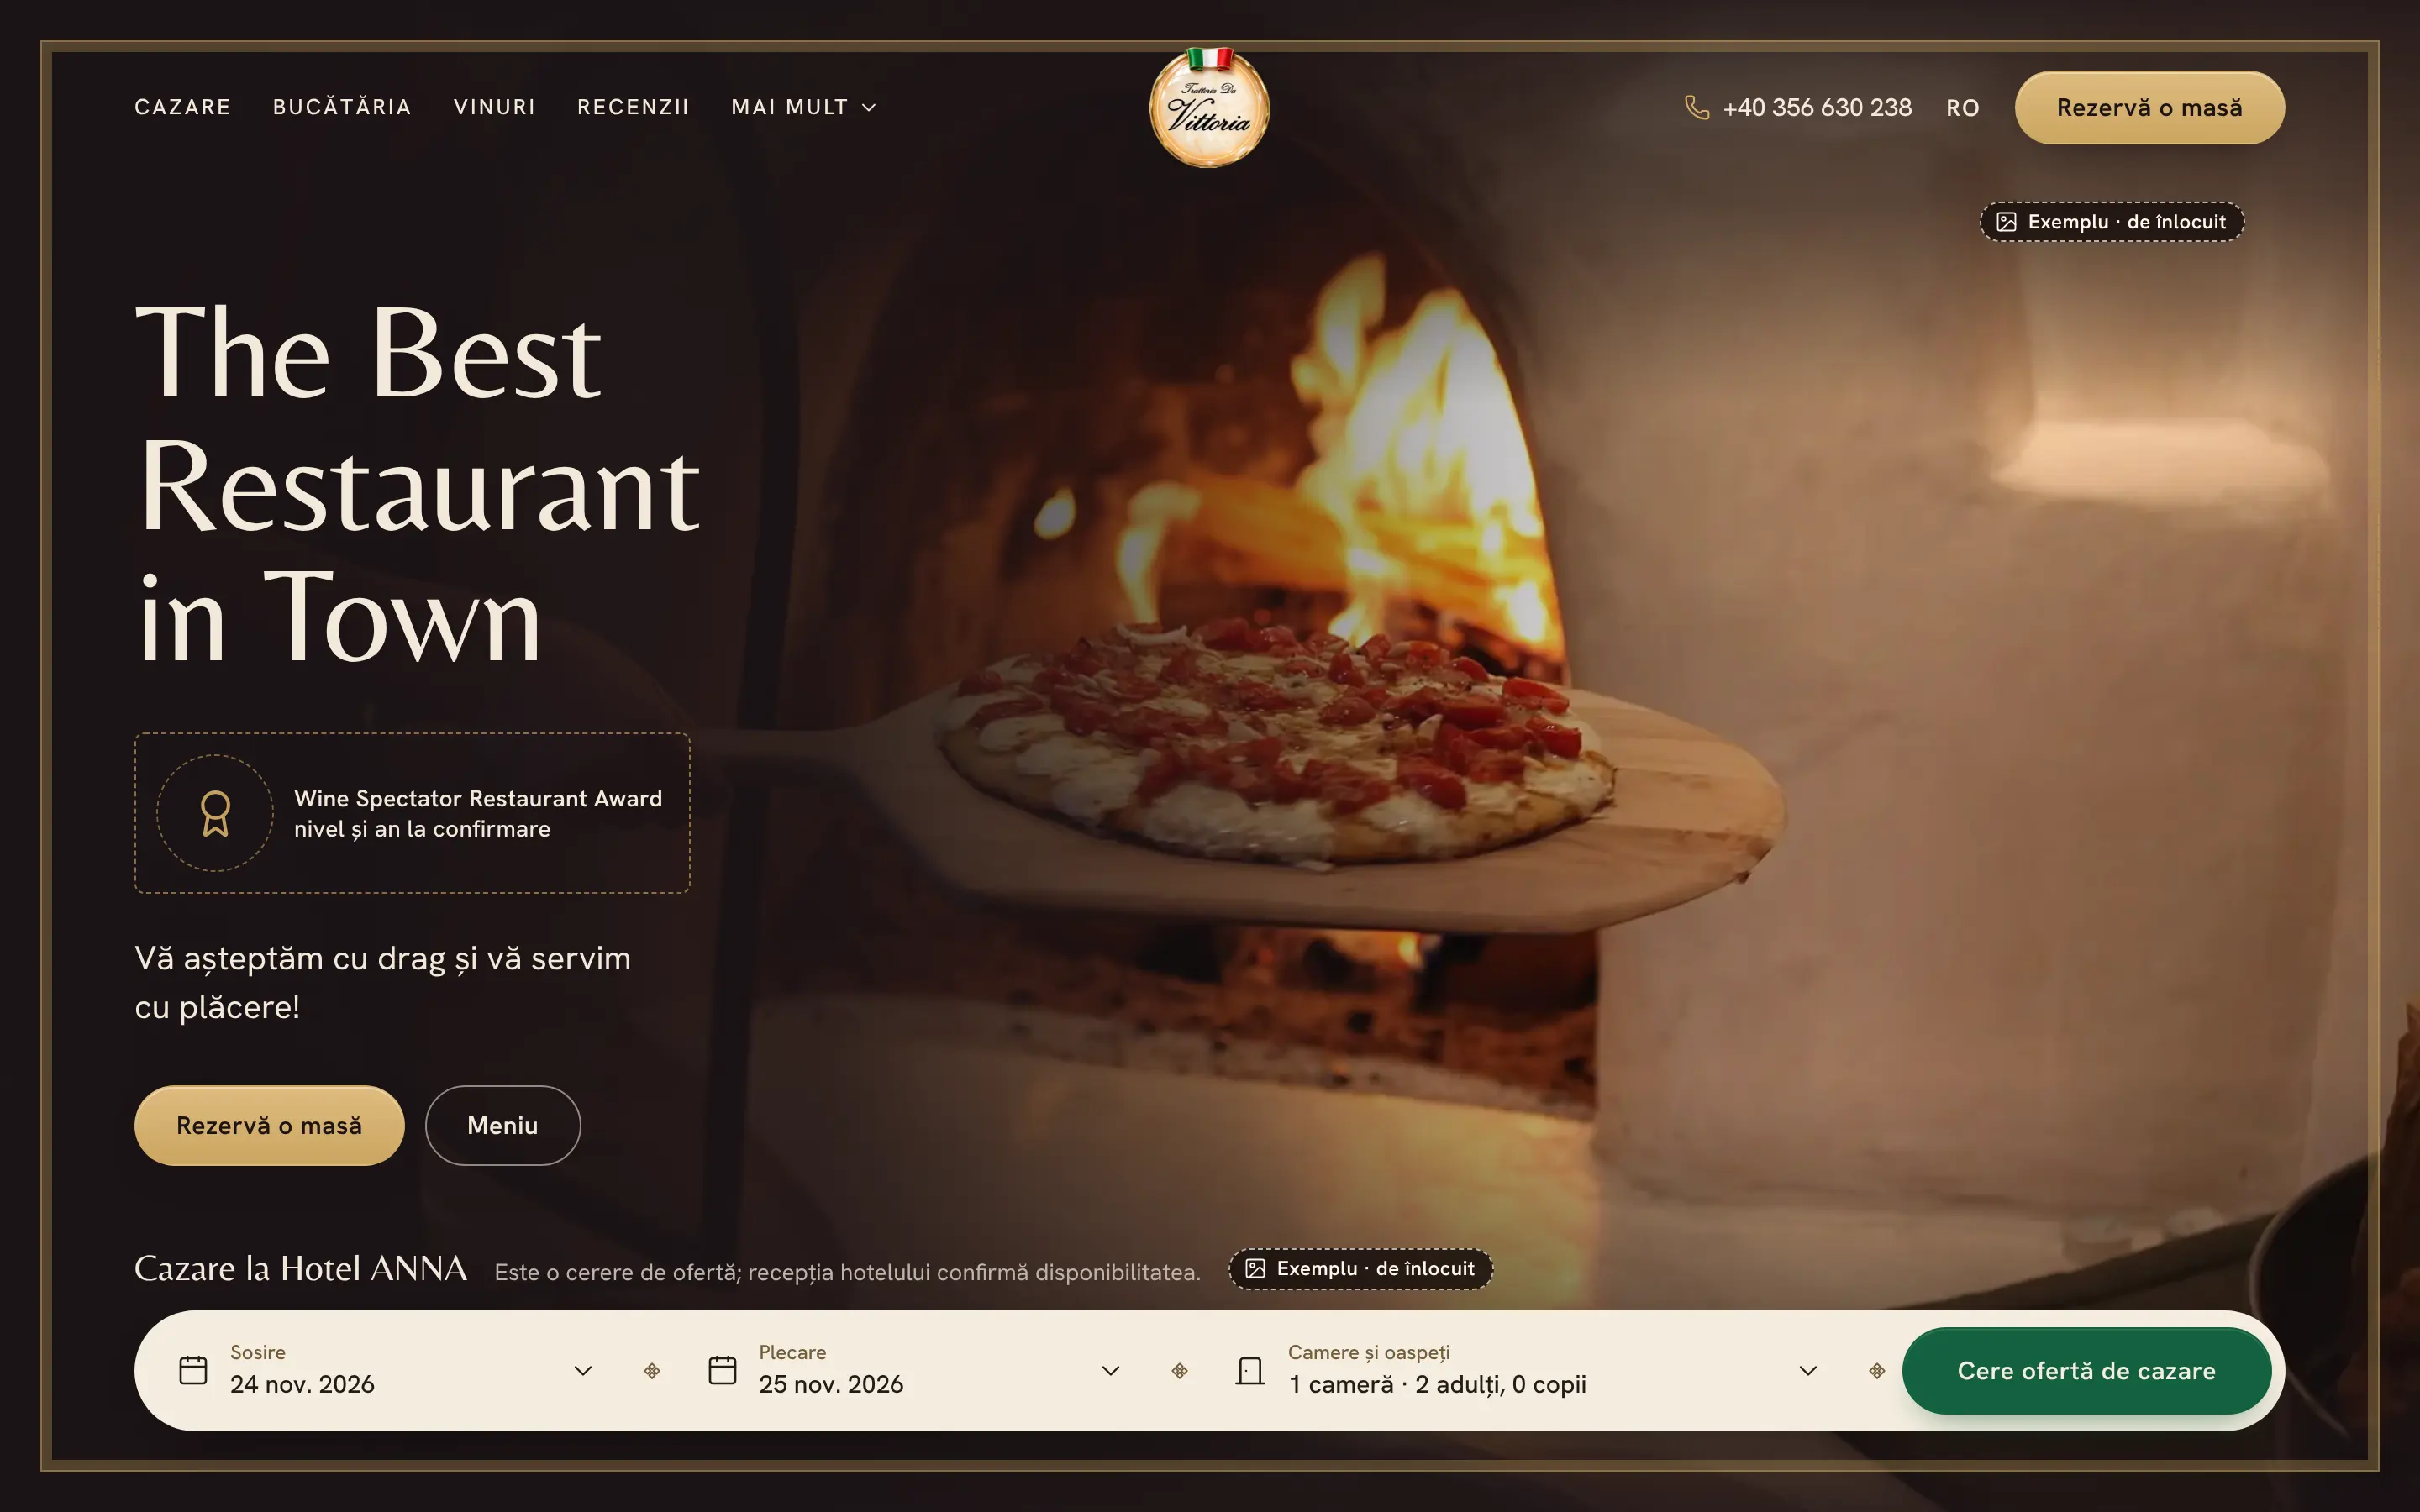 CAZARE
BUCĂTĂRIA
VINURI
RECENZII
MAI MULT
Trattoria Da
Vittoria
+40 356 630 238
RO
Rezervă o masă
Exemplu · de înlocuit
The Best
Restaurant
in Town
Wine Spectator Restaurant Award
nivel și an la confirmare
Vă așteptăm cu drag și vă servim
cu plăcere!
Rezervă o masă
Meniu
Cazare la Hotel ANNA
Este o cerere de ofertă; recepția hotelului confirmă disponibilitatea.
Exemplu · de înlocuit
Sosire
24 nov. 2026
Plecare
25 nov. 2026
Camere și oaspeți
1 cameră · 2 adulți, 0 copii
Cere ofertă de cazare